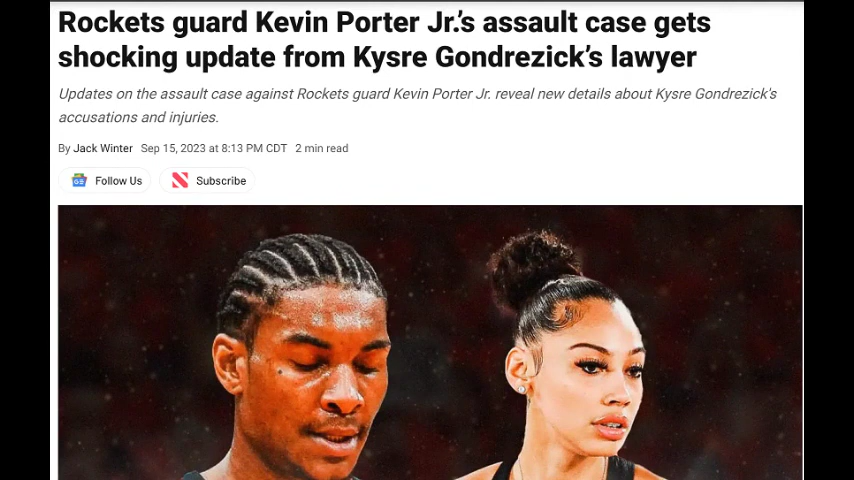 Rockets guard Kevin Porter Jr.'s assault case gets
shocking update from Kysre Gondrezick's lawyer
Updates on the assault case against Rockets guard Kevin Porter Jr. reveal new details about Kysre Gondrezick's
accusations and injuries.
By Jack Winter Sep 15, 2023 at 8:13 PM CDT 2 min read
Follow Us Subscribe